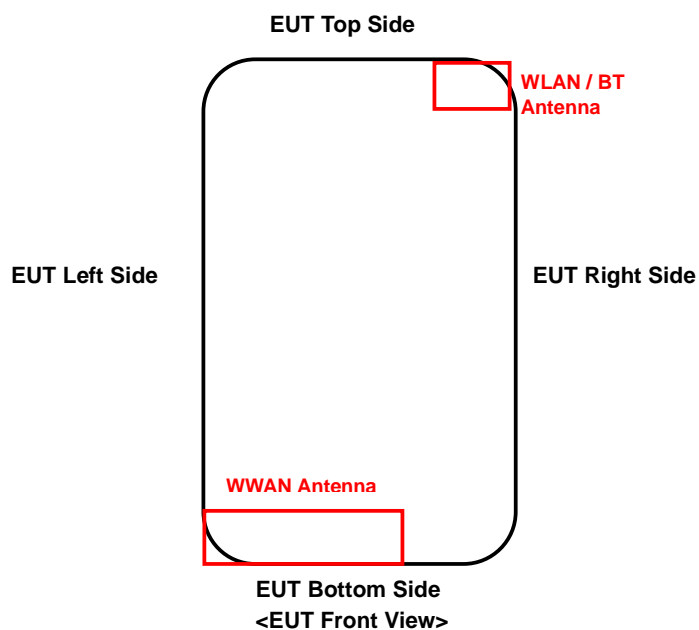 EUT Top Side
WLAN / BT
Antenna
EUT Left Side
EUT Right Side
WWAN Antenna
EUT Bottom Side
<EUT Front View>